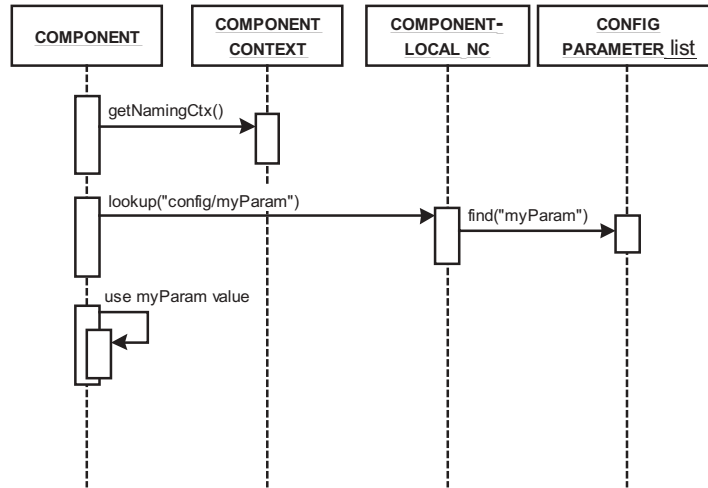 COMPONENT
COMPONENT
CONTEXT
COMPONENT-
LOCAL NC
CONFIG
PARAMETER list
getNamingCtx()
lookup("config/myParam")
find("myParam")
use myParam value